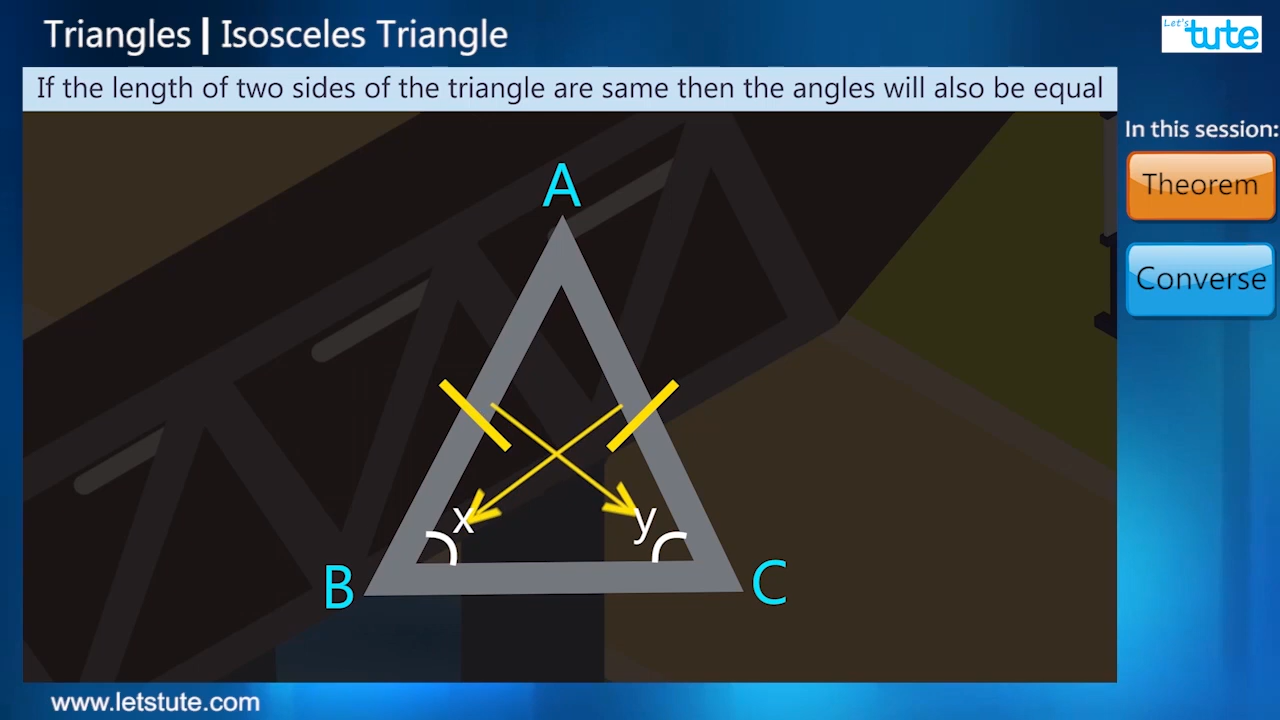 Triangles | Isosceles Triangle
Let's
tute
If the length of two sides of the triangle are same then the angles will also be equal
In this session:
Theorem
Converse
A
x
y
B
C
www.letstute.com